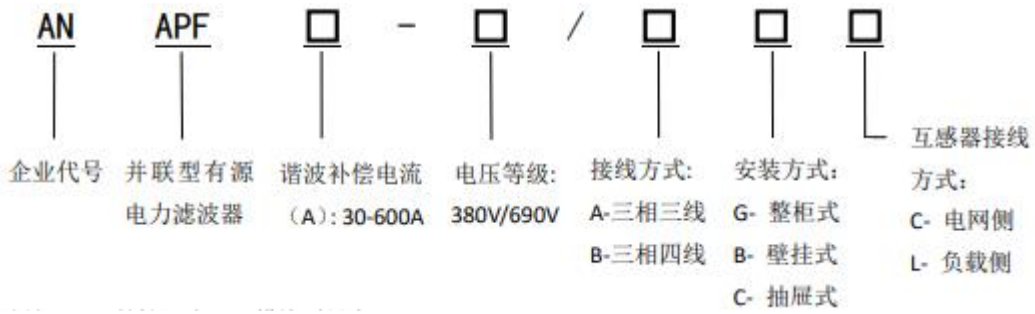 AN APF □ - □ / □ □ □
企业代号
并联型有源
电力滤波器
谐波补偿电流
（A）: 30-600A
电压等级:
380V/690V
接线方式:
A-三相三线
B-三相四线
安装方式:
G- 整柜式
B- 壁挂式
C- 抽屉式
互感器接线
方式:
C- 电网侧
L- 负载侧